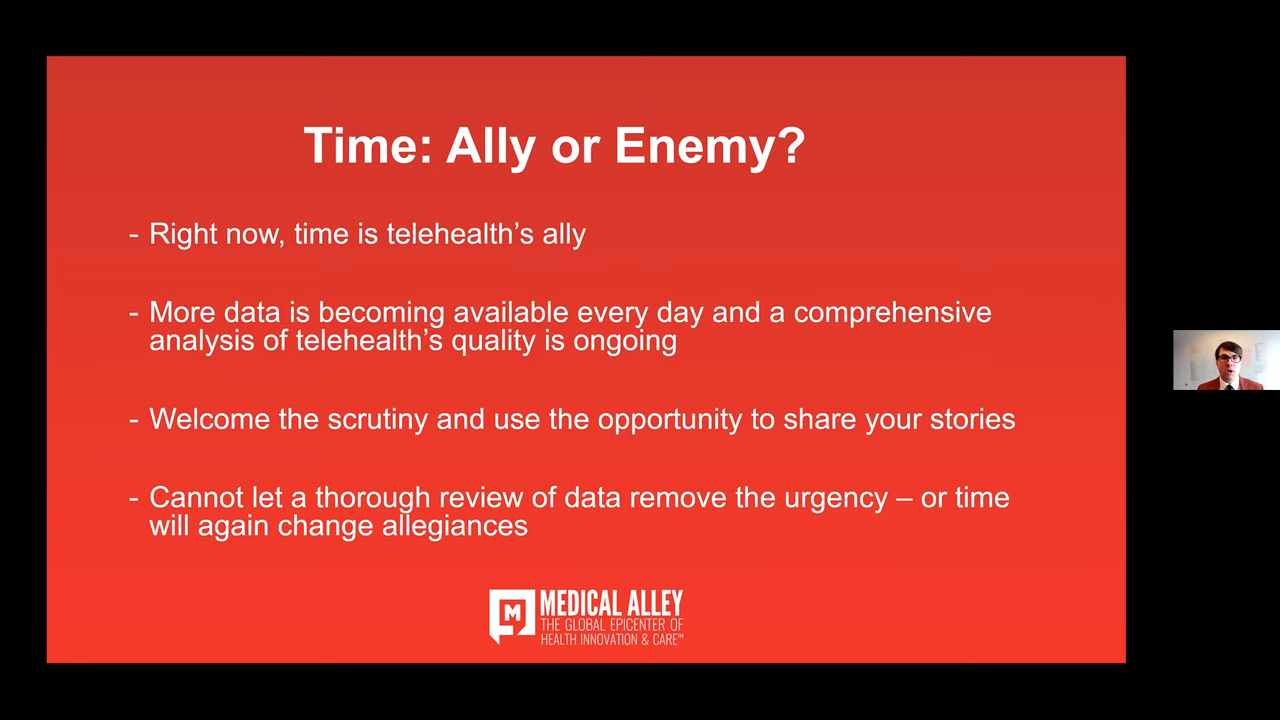 Time: Ally or Enemy?
- Right now, time is telehealth’s ally
- More data is becoming available every day and a comprehensive
analysis of telehealth’s quality is ongoing
- Welcome the scrutiny and use the opportunity to share your stories
- Cannot let a thorough review of data remove the urgency – or time
will again change allegiances
M
MEDICAL ALLEY
THE GLOBAL EPICENTER OF
HEALTH INNOVATION & CARE™